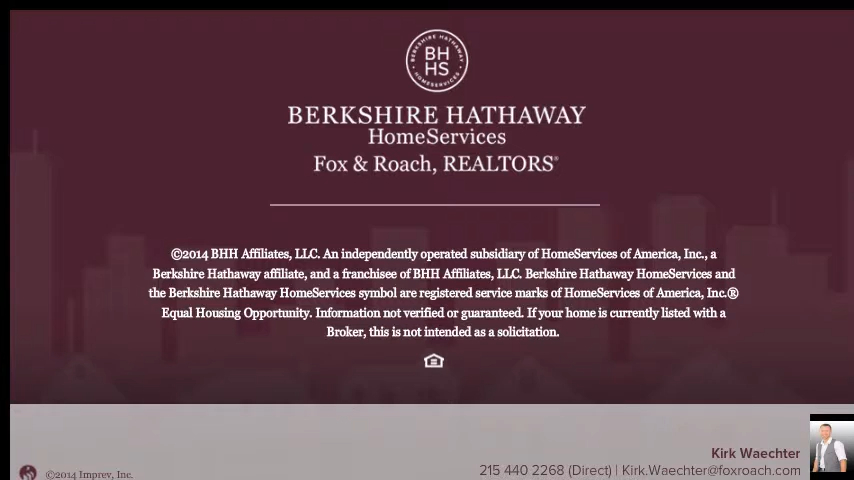 BERKSHIRE HATHAWAY
BH
HS
HOMESERVICES
BERKSHIRE HATHAWAY
HomeServices
Fox & Roach, REALTORS®
©2014 BHH Affiliates, LLC. An independently operated subsidiary of HomeServices of America, Inc., a
Berkshire Hathaway affiliate, and a franchisee of BHH Affiliates, LLC. Berkshire Hathaway HomeServices and
the Berkshire Hathaway HomeServices symbol are registered service marks of HomeServices of America, Inc.®
Equal Housing Opportunity. Information not verified or guaranteed. If your home is currently listed with a
Broker, this is not intended as a solicitation.
Kirk Waechter
215 440 2268 (Direct) | Kirk.Waechter@foxroach.com
©2014 Imprev, Inc.